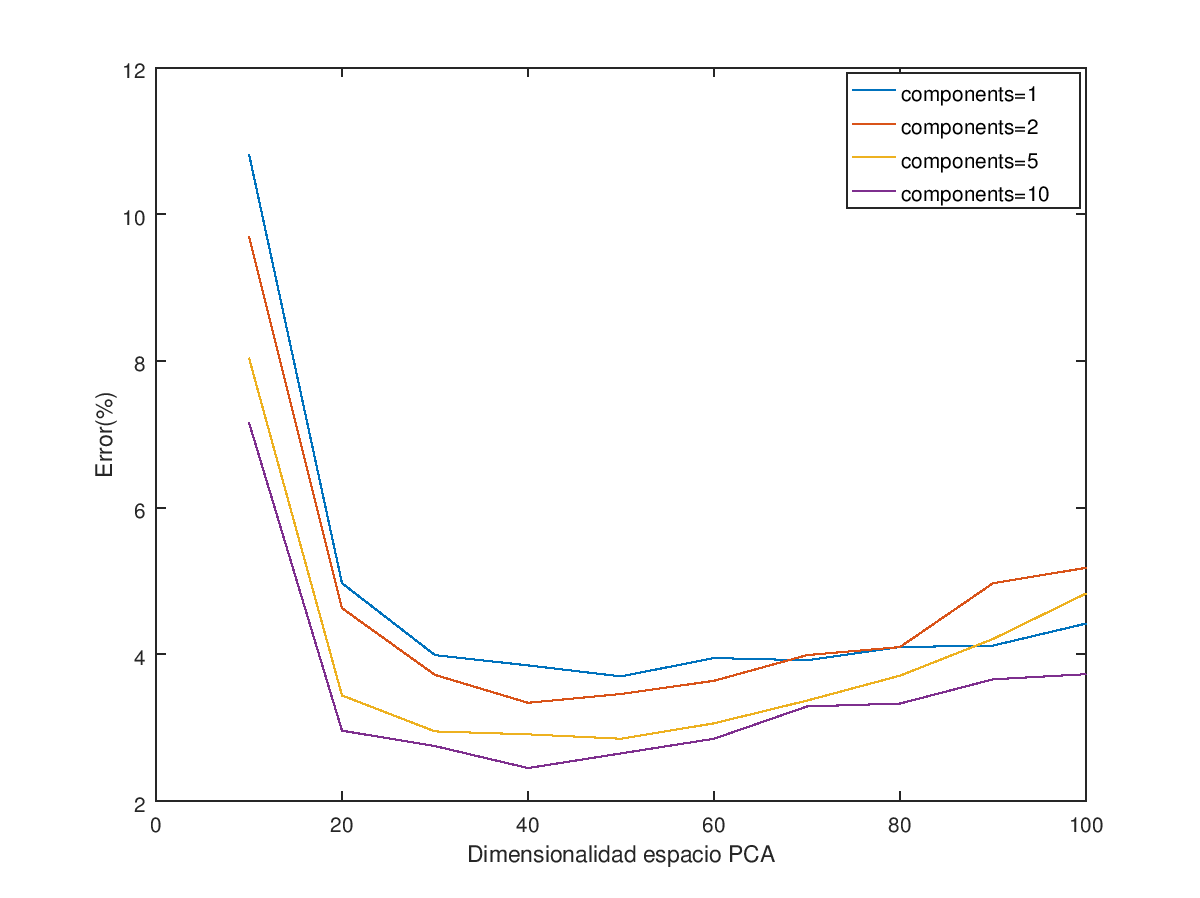 12
10
8
6
4
2
Error(%)
components=1
components=2
components=5
components=10
0 20 40 60 80 100
Dimensionalidad espacio PCA